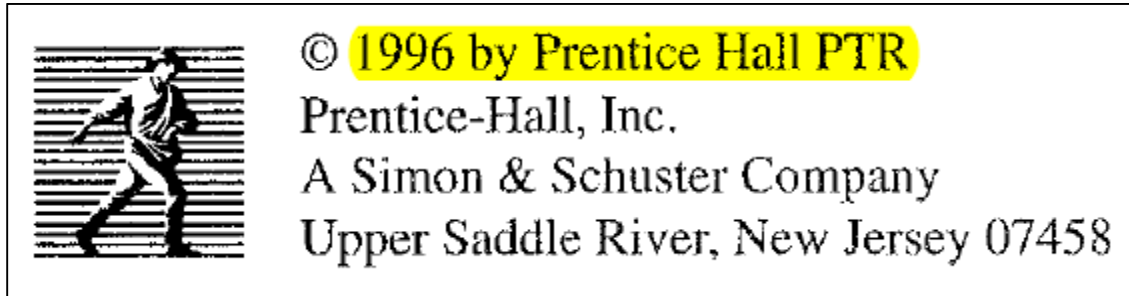 © 1996 by Prentice Hall PTR
Prentice-Hall, Inc.
A Simon & Schuster Company
Upper Saddle River, New Jersey 07458